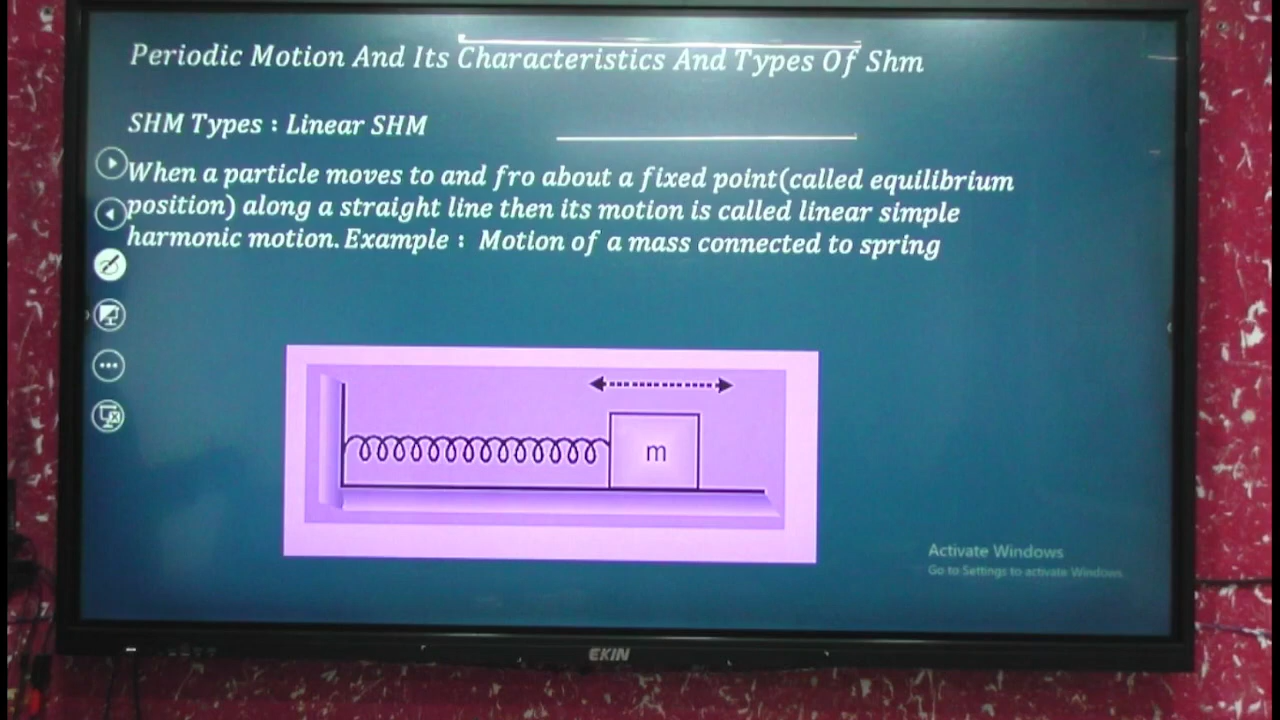 Periodic Motion And Its Characteristics And Types Of Shm
SHM Types : Linear SHM
When a particle moves to and fro about a fixed point(called equilibrium
position) along a straight line then its motion is called linear simple
harmonic motion. Example : Motion of a mass connected to spring
m
Activate Windows
Go to Settings to activate Windows.
EKIN